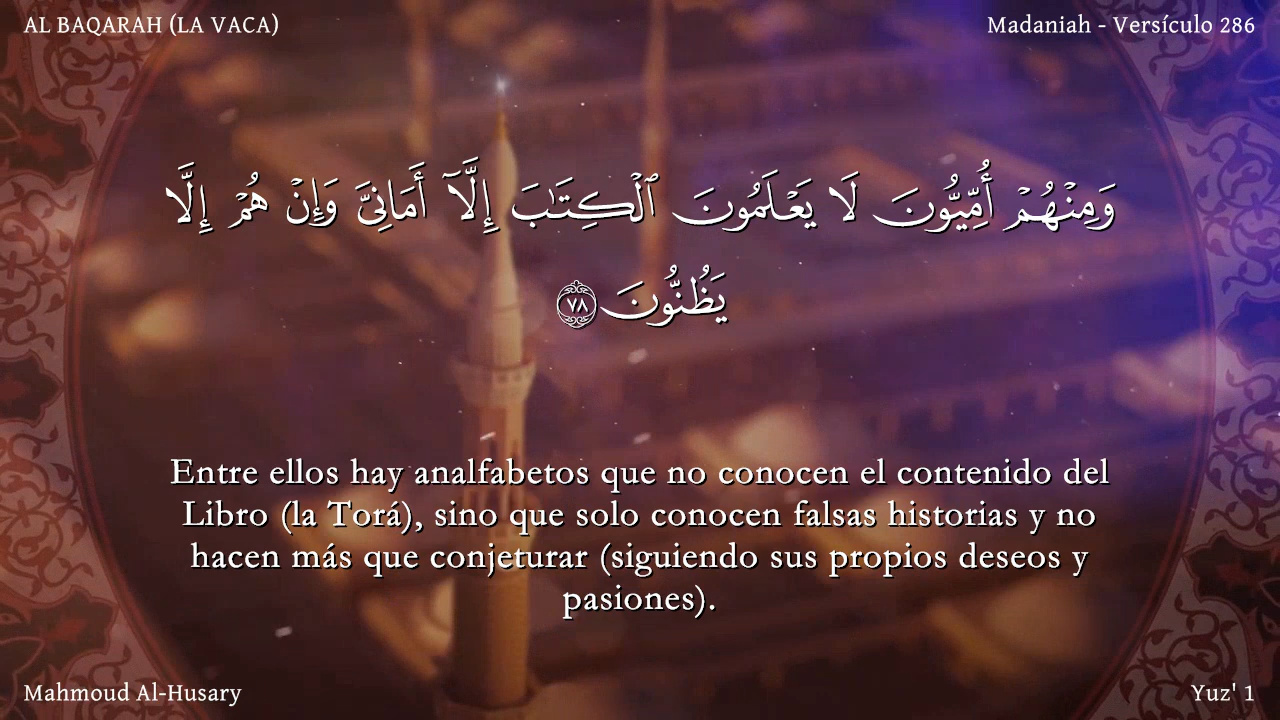 AL BAQARAH (LA VACA)
Madaniah - Versículo 286
وَمِنْهُمْ أُمِّيُّونَ لَا يَعْلَمُونَ ٱلْكِتَـٰبَ إِلَّآ أَمَانِىَّ وَإِنْ هُمْ إِلَّا
يَظُنُّونَ ٧٨
Entre ellos hay analfabetos que no conocen el contenido del
Libro (la Torá), sino que solo conocen falsas historias y no
hacen más que conjeturar (siguiendo sus propios deseos y
pasiones).
Mahmoud Al-Husary
Yuz' 1